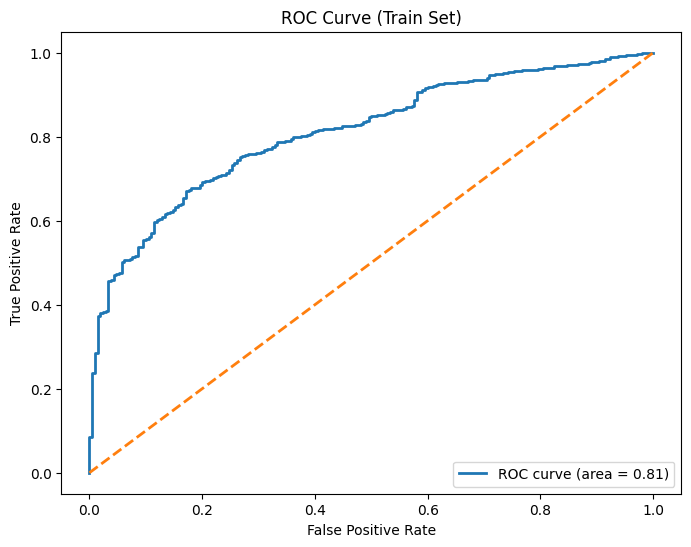 ROC Curve (Train Set)
1.0
0.8
0.6
0.4
0.2
0.0
True Positive Rate
ROC curve (area = 0.81)
0.0 0.2 0.4 0.6 0.8 1.0
False Positive Rate